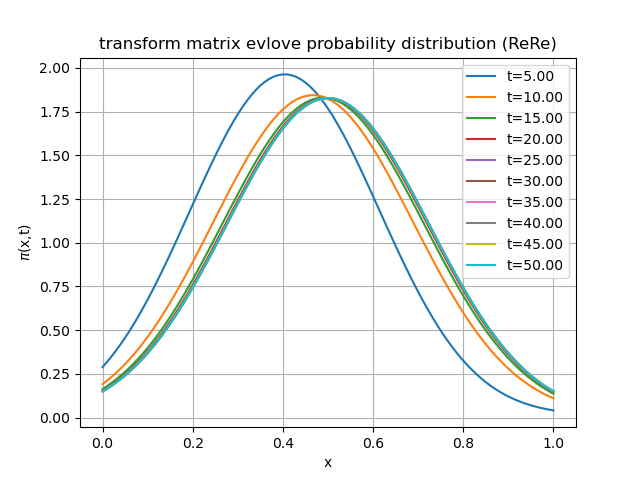 transform matrix evlove probability distribution (ReRe)
2.00
1.75
1.50
1.25
1.00
0.75
0.50
0.25
0.00
π(x,t)
t=5.00
t=10.00
t=15.00
t=20.00
t=25.00
t=30.00
t=35.00
t=40.00
t=45.00
t=50.00
0.0 0.2 0.4 0.6 0.8 1.0
x